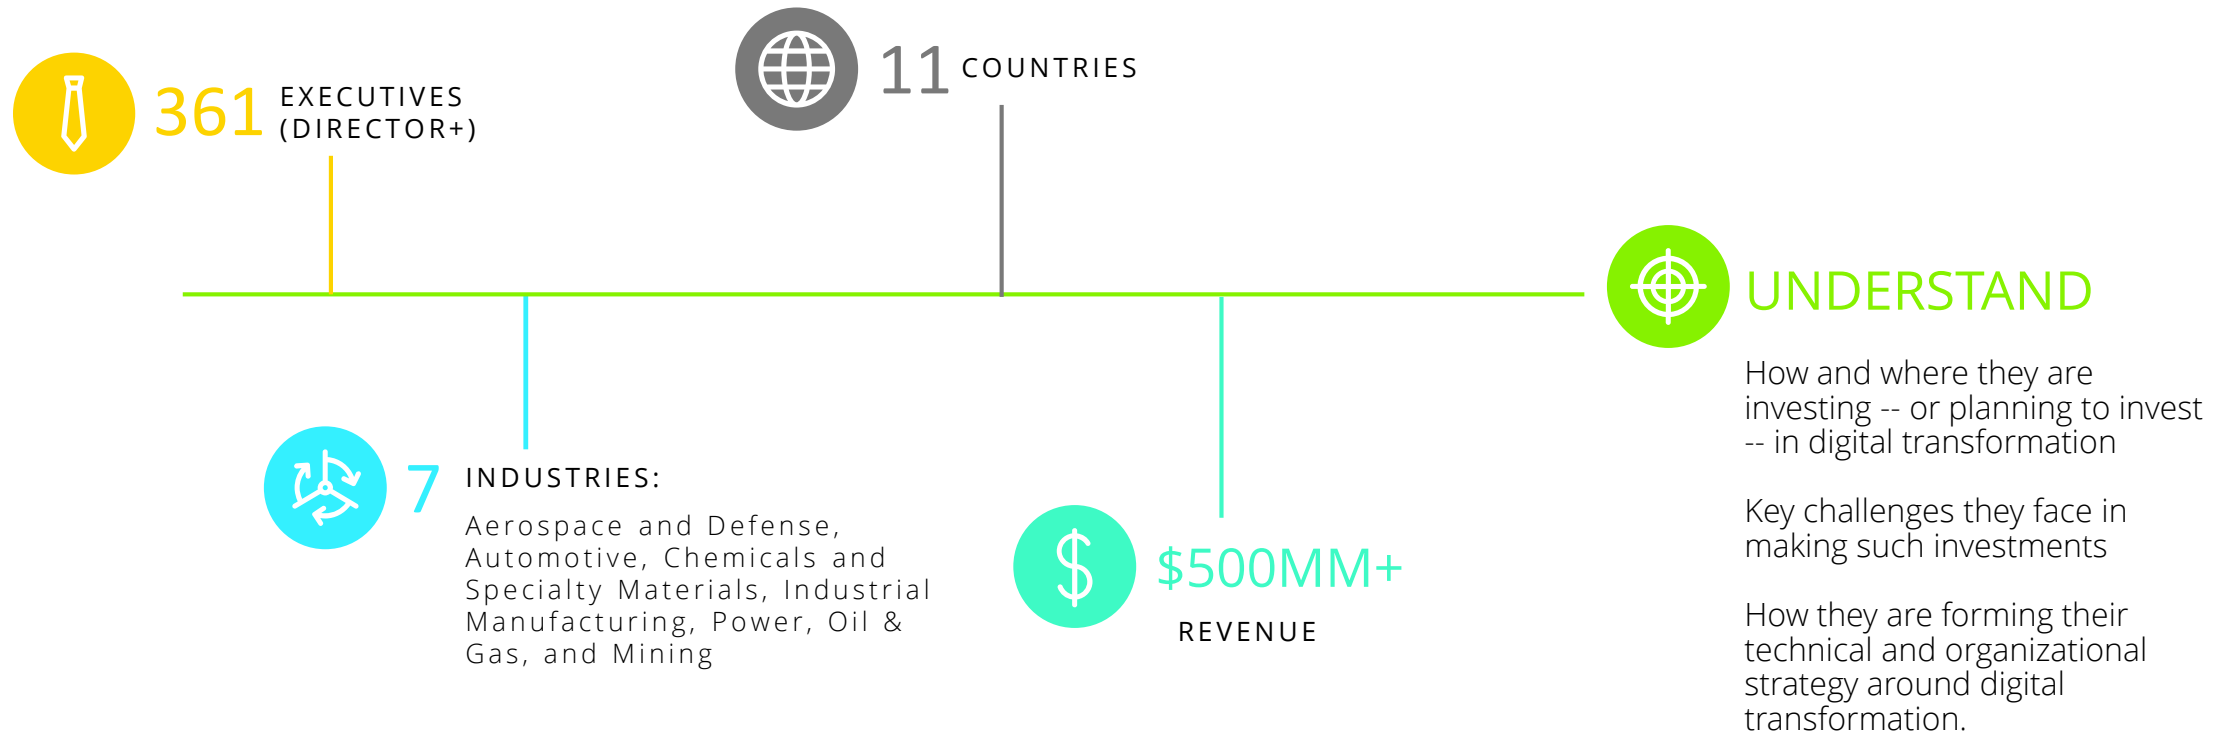 361 EXECUTIVES
(DIRECTOR+)
11 COUNTRIES
7 INDUSTRIES:
Aerospace and Defense,
Automotive, Chemicals and
Specialty Materials, Industrial
Manufacturing, Power, Oil &
Gas, and Mining
$500MM+
REVENUE
UNDERSTAND
How and where they are
investing -- or planning to invest
-- in digital transformation
Key challenges they face in
making such investments
How they are forming their
technical and organizational
strategy around digital
transformation.